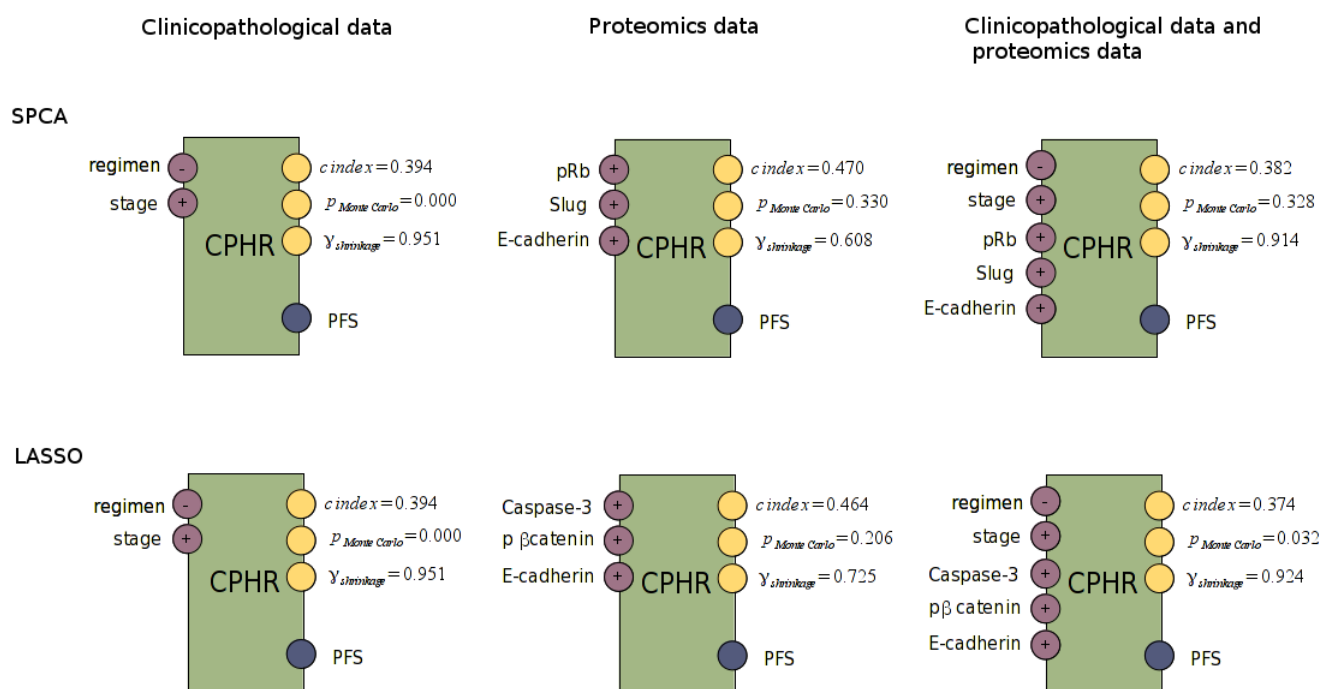 Clinicopathological data
Proteomics data
Clinicopathological data and
proteomics data
SPCA
regimen
-
stage
+
CPHR
c index=0.394
p Monte Carlo=0.000
γ shrinkage=0.951
PFS
pRb
+
Slug
+
E-cadherin
+
CPHR
c index=0.470
p Monte Carlo=0.330
γ shrinkage=0.608
PFS
regimen
-
stage
+
pRb
+
Slug
+
E-cadherin
+
CPHR
c index=0.382
p Monte Carlo=0.328
γ shrinkage=0.914
PFS
LASSO
regimen
-
stage
+
CPHR
c index=0.394
p Monte Carlo=0.000
γ shrinkage=0.951
PFS
Caspase-3
+
p βcatenin
+
E-cadherin
+
CPHR
c index=0.464
p Monte Carlo=0.206
γ shrinkage=0.725
PFS
regimen
-
stage
+
Caspase-3
+
pβ catenin
+
E-cadherin
+
CPHR
c index=0.374
p Monte Carlo=0.032
γ shrinkage=0.924
PFS